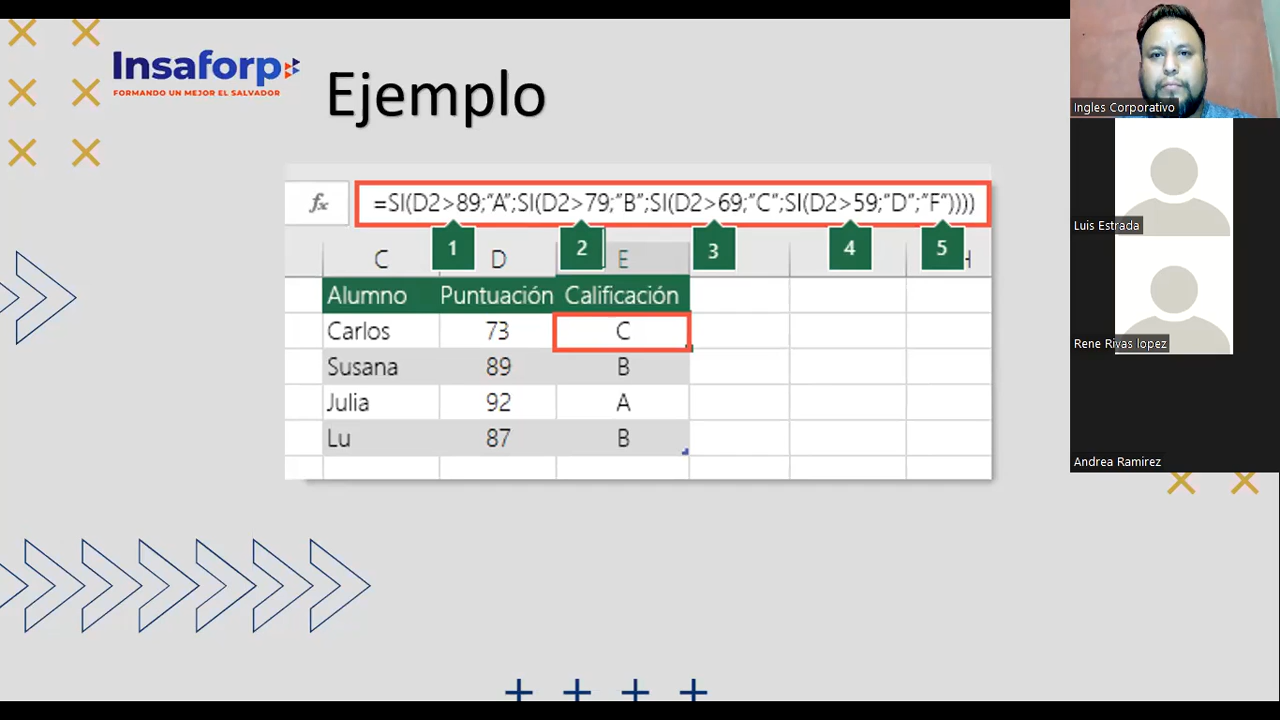 Insaforp
FORMANDO UN MEJOR EL SALVADOR
Ejemplo
fx
=SI(D2>89;"A";SI(D2>79;"B";SI(D2>69;"C";SI(D2>59;"D";"F"))))
1 2 3 4 5
C D E H
Alumno Puntuación Calificación
Carlos 73 C
Susana 89 B
Julia 92 A
Lu 87 B
Ingles Corporativo
Luis Estrada
Rene Rivas lopez
Andrea Ramirez